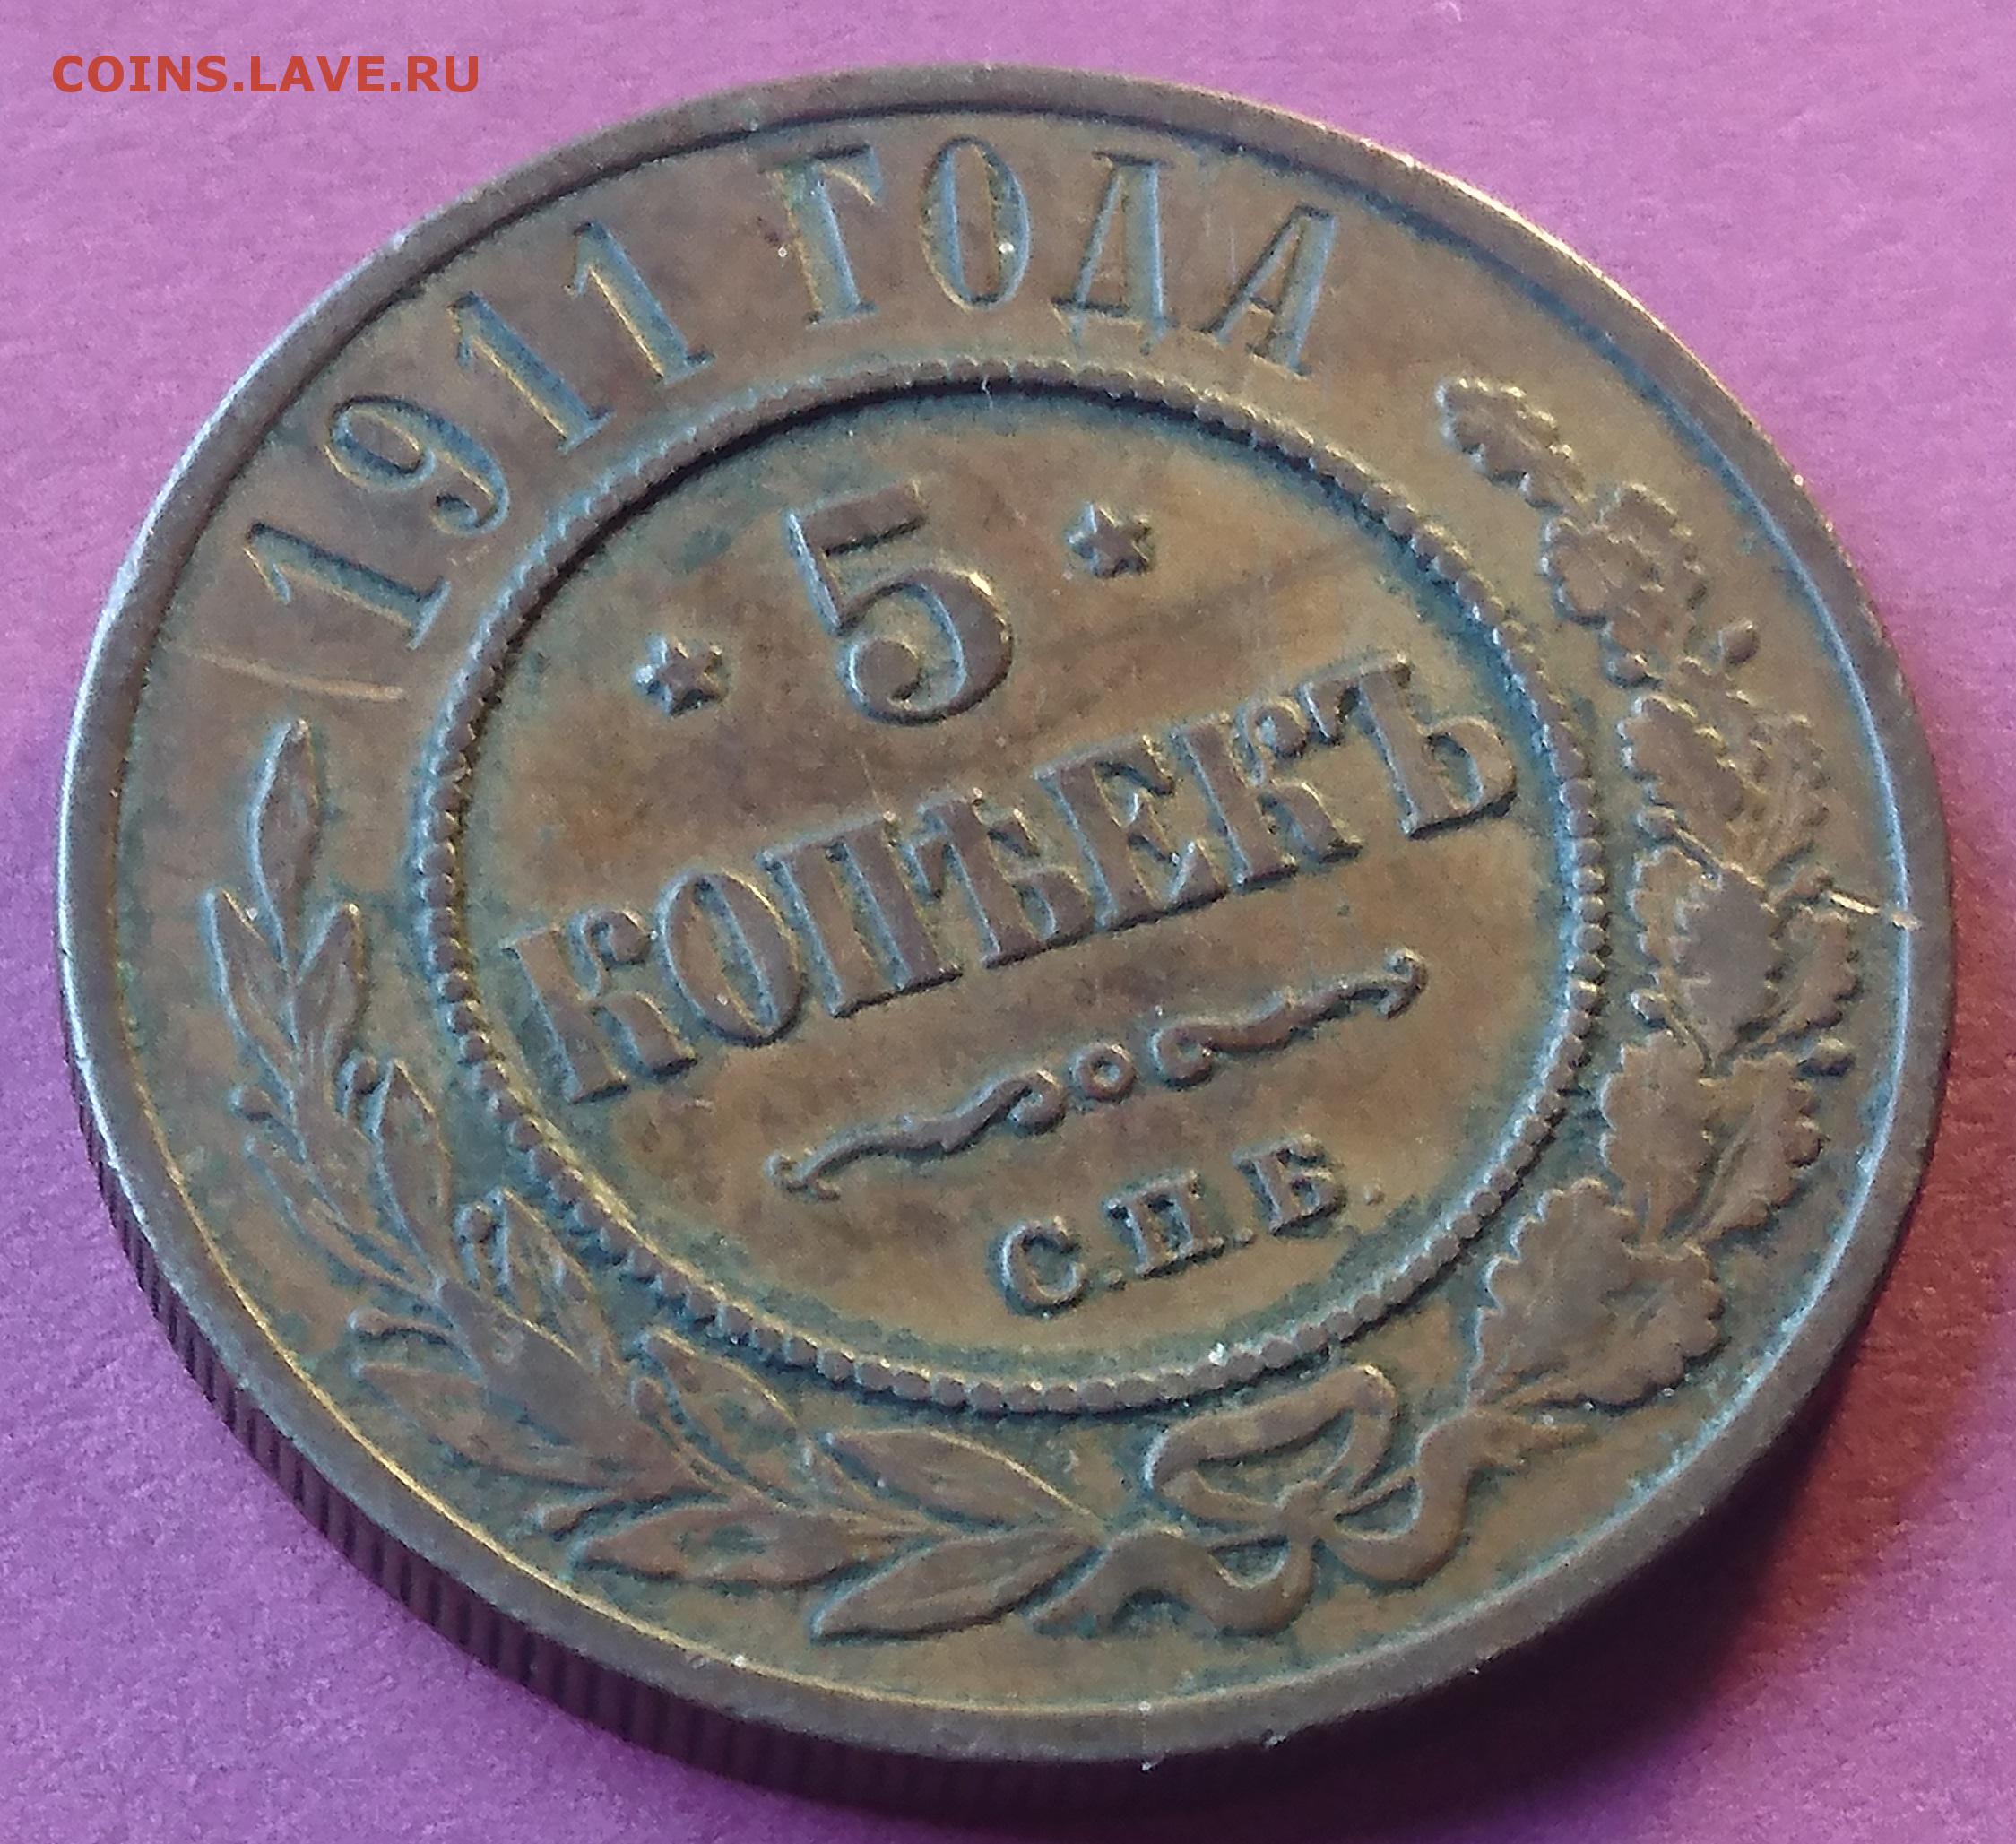 COINS.LAVE.RU
1911 ГОДА
* 5 *
КОПѢЕКЪ
С.П.Б.